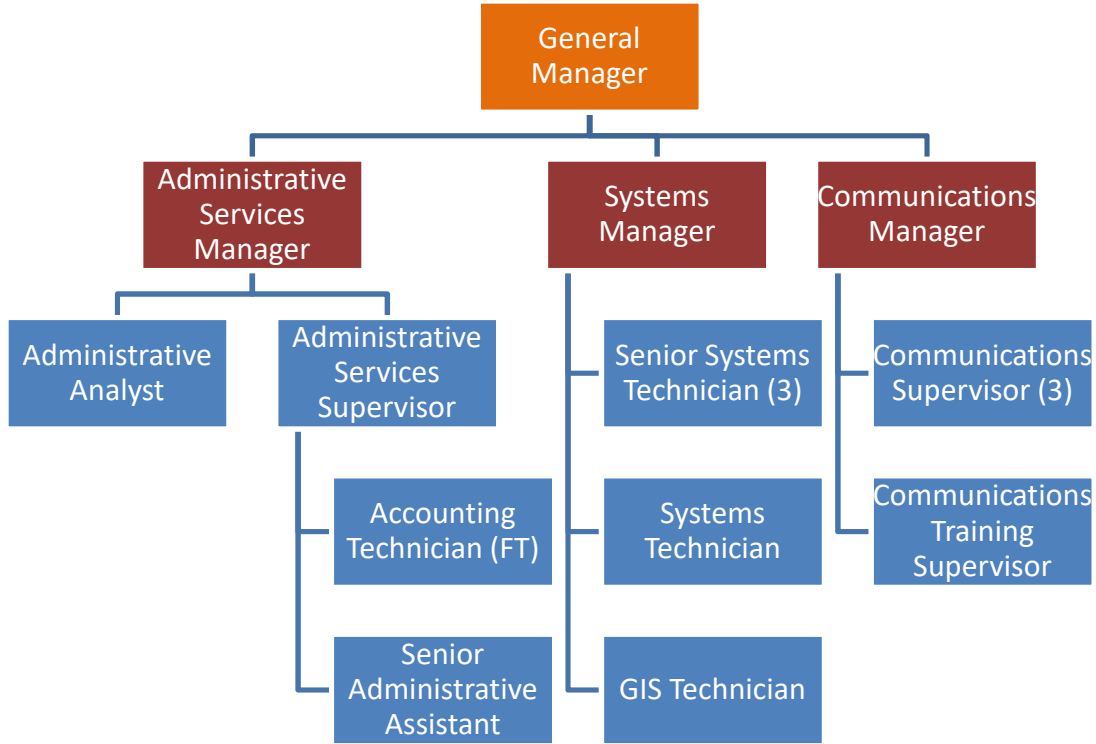 General
Manager
Administrative
Services
Manager
Systems
Manager
Communications
Manager
Administrative
Analyst
Administrative
Services
Supervisor
Senior Systems
Technician (3)
Communications
Supervisor (3)
Accounting
Technician (FT)
Systems
Technician
Communications
Training
Supervisor
Senior
Administrative
Assistant
GIS Technician